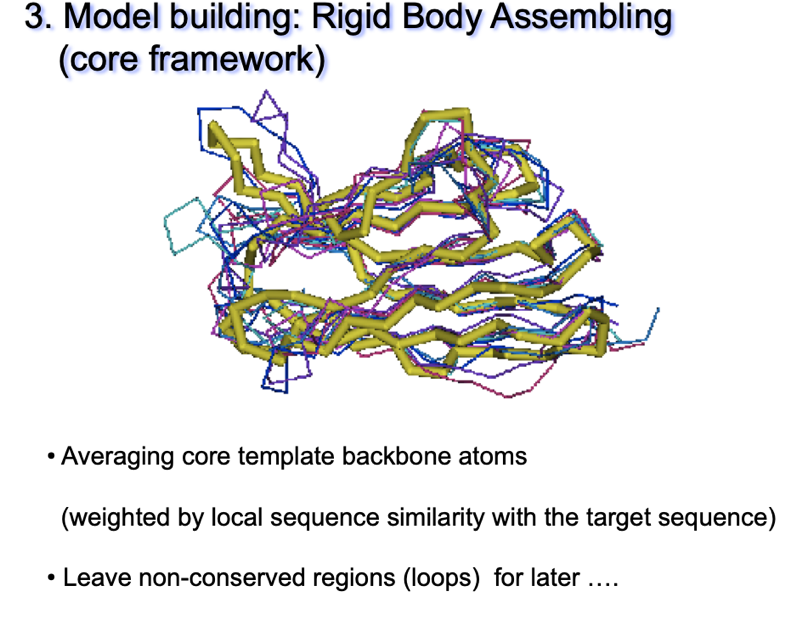 3. Model building: Rigid Body Assembling
(core framework)
• Averaging core template backbone atoms
(weighted by local sequence similarity with the target sequence)
• Leave non-conserved regions (loops) for later ....